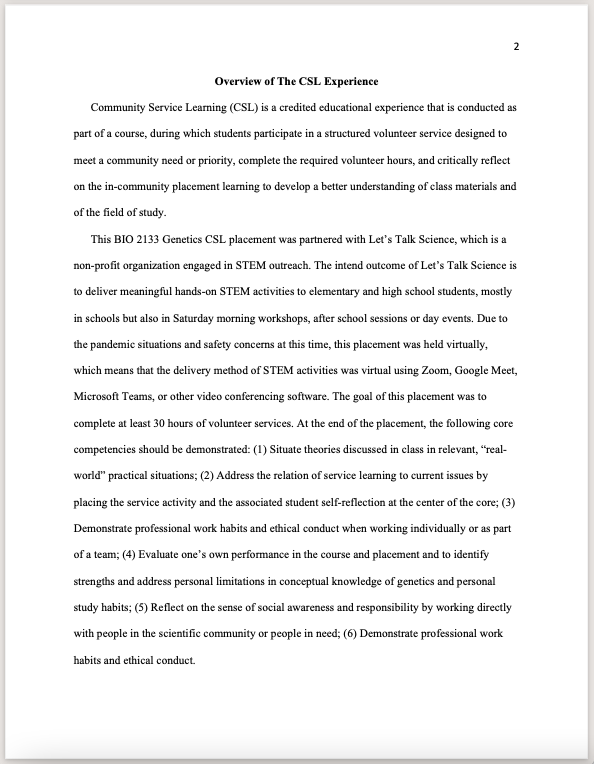 2
Overview of The CSL Experience
Community Service Learning (CSL) is a credited educational experience that is conducted as
part of a course, during which students participate in a structured volunteer service designed to
meet a community need or priority, complete the required volunteer hours, and critically reflect
on the in-community placement learning to develop a better understanding of class materials and
of the field of study.
This BIO 2133 Genetics CSL placement was partnered with Let’s Talk Science, which is a
non-profit organization engaged in STEM outreach. The intend outcome of Let’s Talk Science is
to deliver meaningful hands-on STEM activities to elementary and high school students, mostly
in schools but also in Saturday morning workshops, after school sessions or day events. Due to
the pandemic situations and safety concerns at this time, this placement was held virtually,
which means that the delivery method of STEM activities was virtual using Zoom, Google Meet,
Microsoft Teams, or other video conferencing software. The goal of this placement was to
complete at least 30 hours of volunteer services. At the end of the placement, the following core
competencies should be demonstrated: (1) Situate theories discussed in class in relevant, “real-
world” practical situations; (2) Address the relation of service learning to current issues by
placing the service activity and the associated student self-reflection at the center of the core; (3)
Demonstrate professional work habits and ethical conduct when working individually or as part
of a team; (4) Evaluate one’s own performance in the course and placement and to identify
strengths and address personal limitations in conceptual knowledge of genetics and personal
study habits; (5) Reflect on the sense of social awareness and responsibility by working directly
with people in the scientific community or people in need; (6) Demonstrate professional work
habits and ethical conduct.